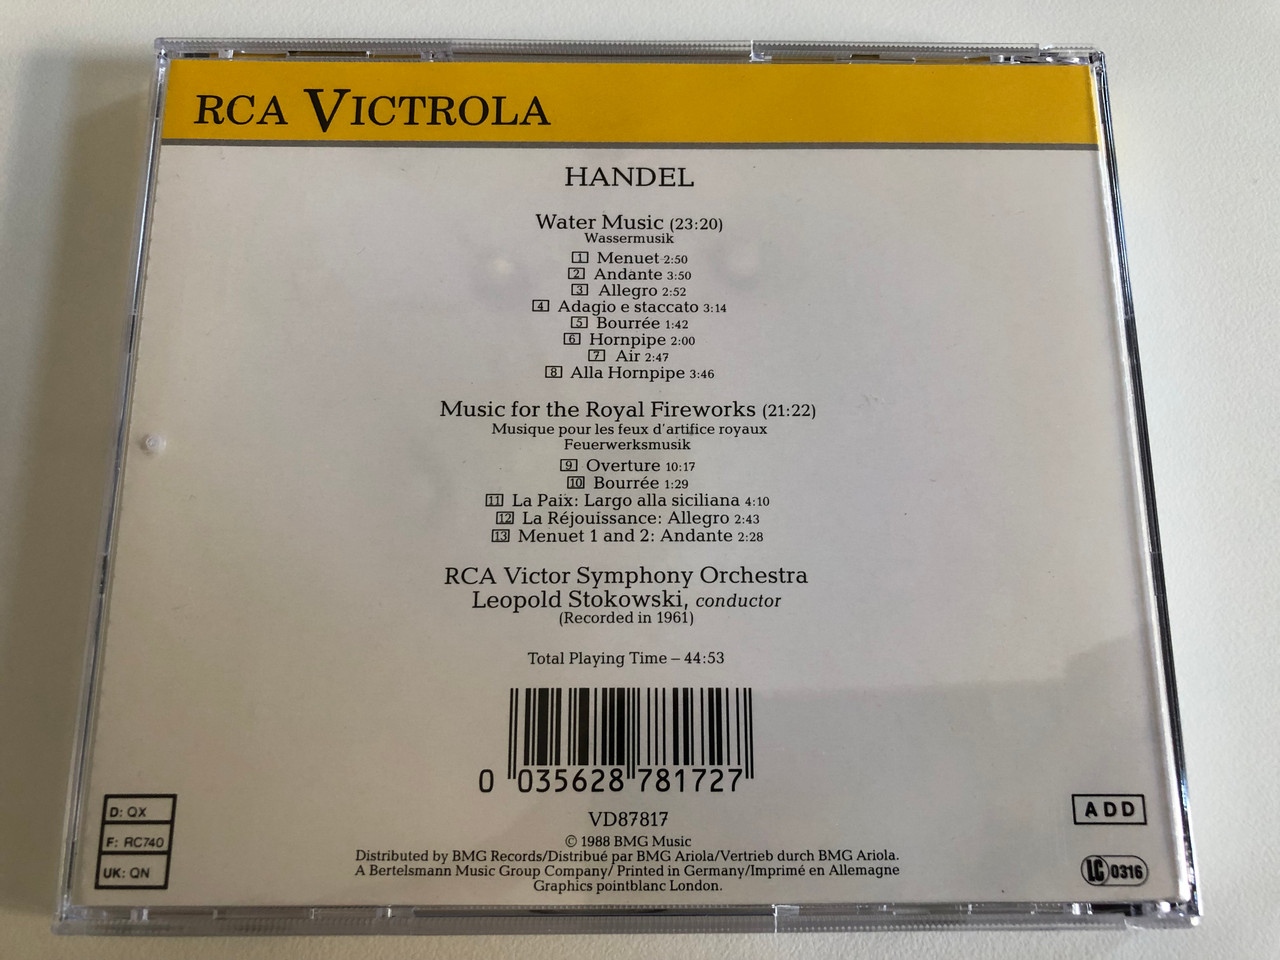 RCA VICTROLA
HANDEL
Water Music (23:20)
Wassermusik
1 Menuet 2:50
2 Andante 3:50
3 Allegro 2:52
4 Adagio e staccato 3:14
5 Bourrée 1:42
6 Hornpipe 2:00
7 Air 2:47
8 Alla Hornpipe 3:46
Music for the Royal Fireworks (21:22)
Musique pour les feux d'artifice royaux
Feuerwerksmusik
9 Overture 10:17
10 Bourrée 1:29
11 La Paix: Largo alla siciliana 4:10
12 La Réjouissance: Allegro 2:43
13 Menuet 1 and 2: Andante 2:28
RCA Victor Symphony Orchestra
Leopold Stokowski, conductor
(Recorded in 1961)
Total Playing Time – 44:53
0 035628 781727
VD87817
© 1988 BMG Music
Distributed by BMG Records/Distribué par BMG Ariola/Vertrieb durch BMG Ariola.
A Bertelsmann Music Group Company/ Printed in Germany/Imprimé en Allemagne
Graphics pointblanc London.
D: QX
F: RC740
UK: QN
ADD
LC 0316